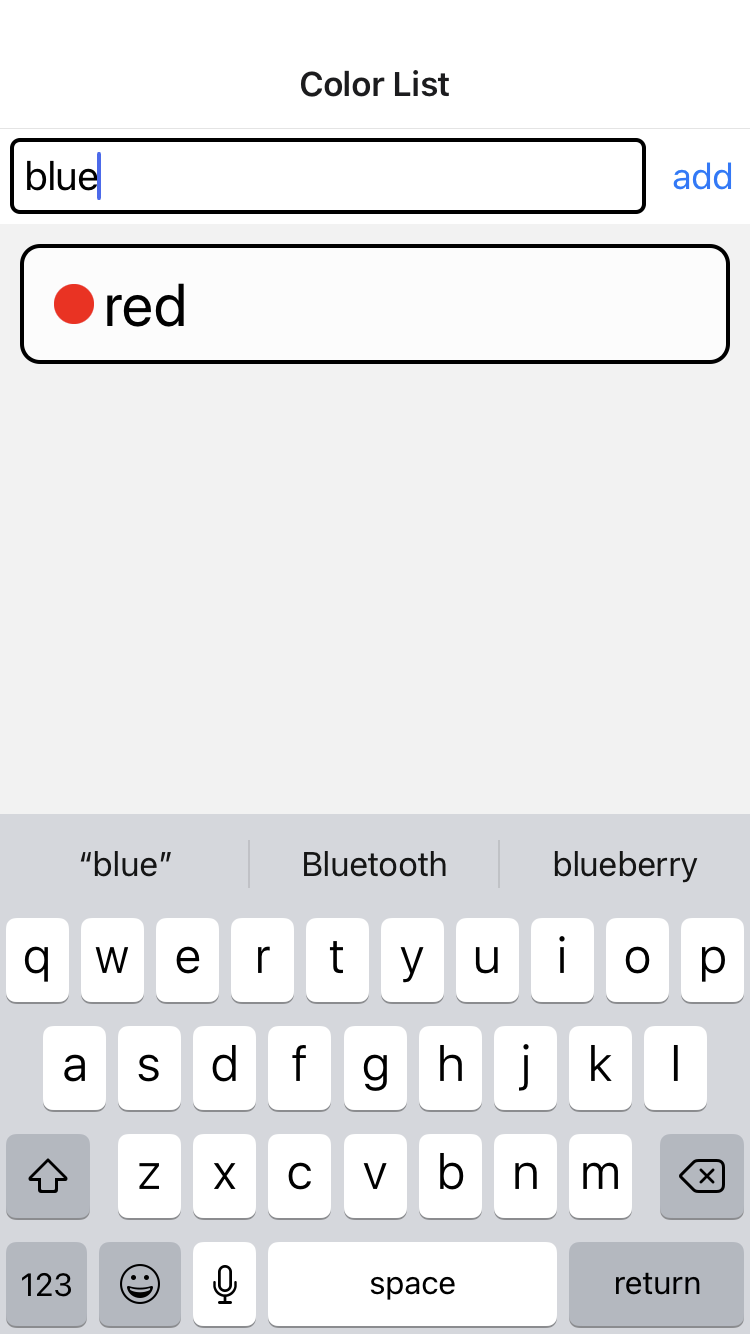 Color List
blue
add
red
“blue”
Bluetooth
blueberry
q w e r t y u i o p
a s d f g h j k l
z x c v b n m
123
space
return